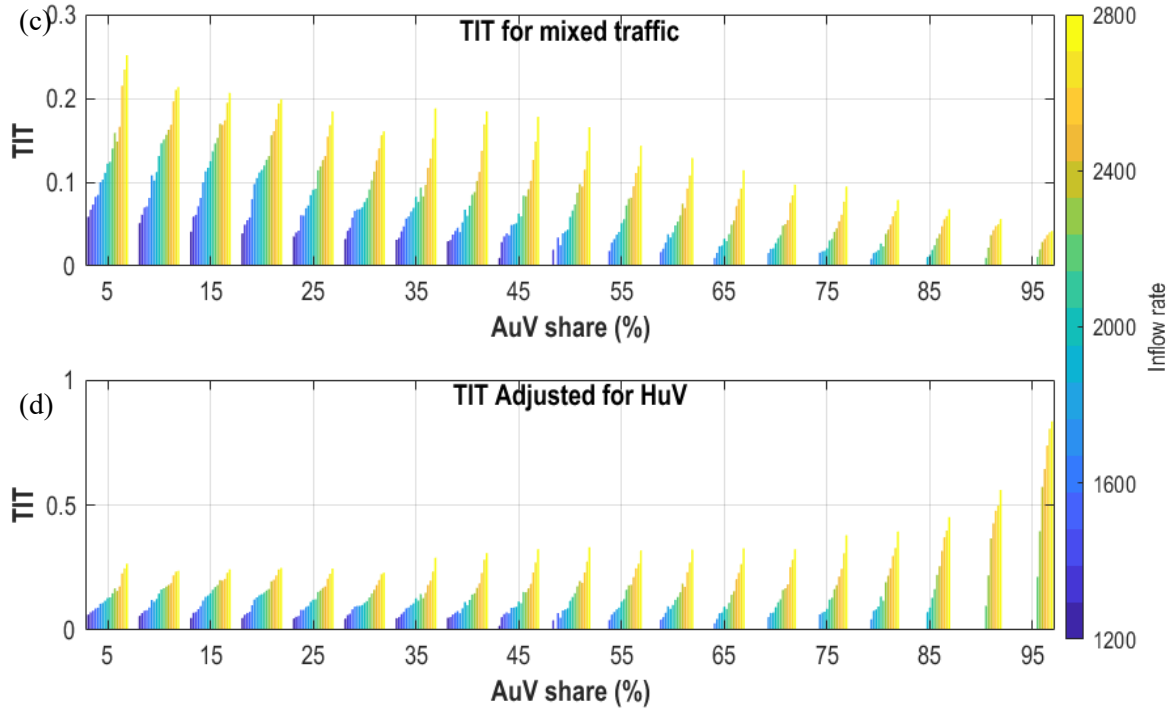 (c)
TIT for mixed traffic
0.3
0.2
0.1
0
TIT
5 15 25 35 45 55 65 75 85 95
AuV share (%)
(d)
TIT Adjusted for HuV
1
0.5
0
TIT
5 15 25 35 45 55 65 75 85 95
AuV share (%)
2800
2400
2000
1600
1200
Inflow rate